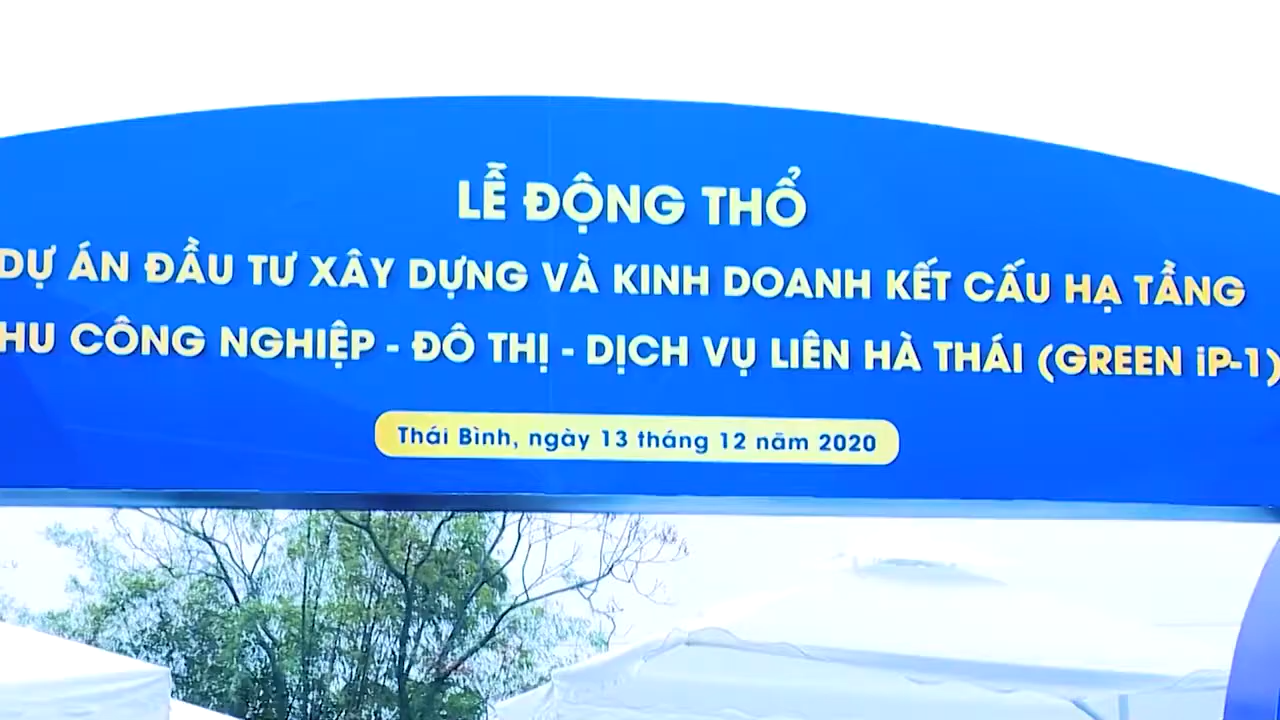 LỄ ĐỘNG THỔ
DỰ ÁN ĐẦU TƯ XÂY DỰNG VÀ KINH DOANH KẾT CẤU HẠ TẦNG
HU CÔNG NGHIỆP - ĐÔ THỊ - DỊCH VỤ LIÊN HÀ THÁI (GREEN iP-1)
Thái Bình, ngày 13 tháng 12 năm 2020